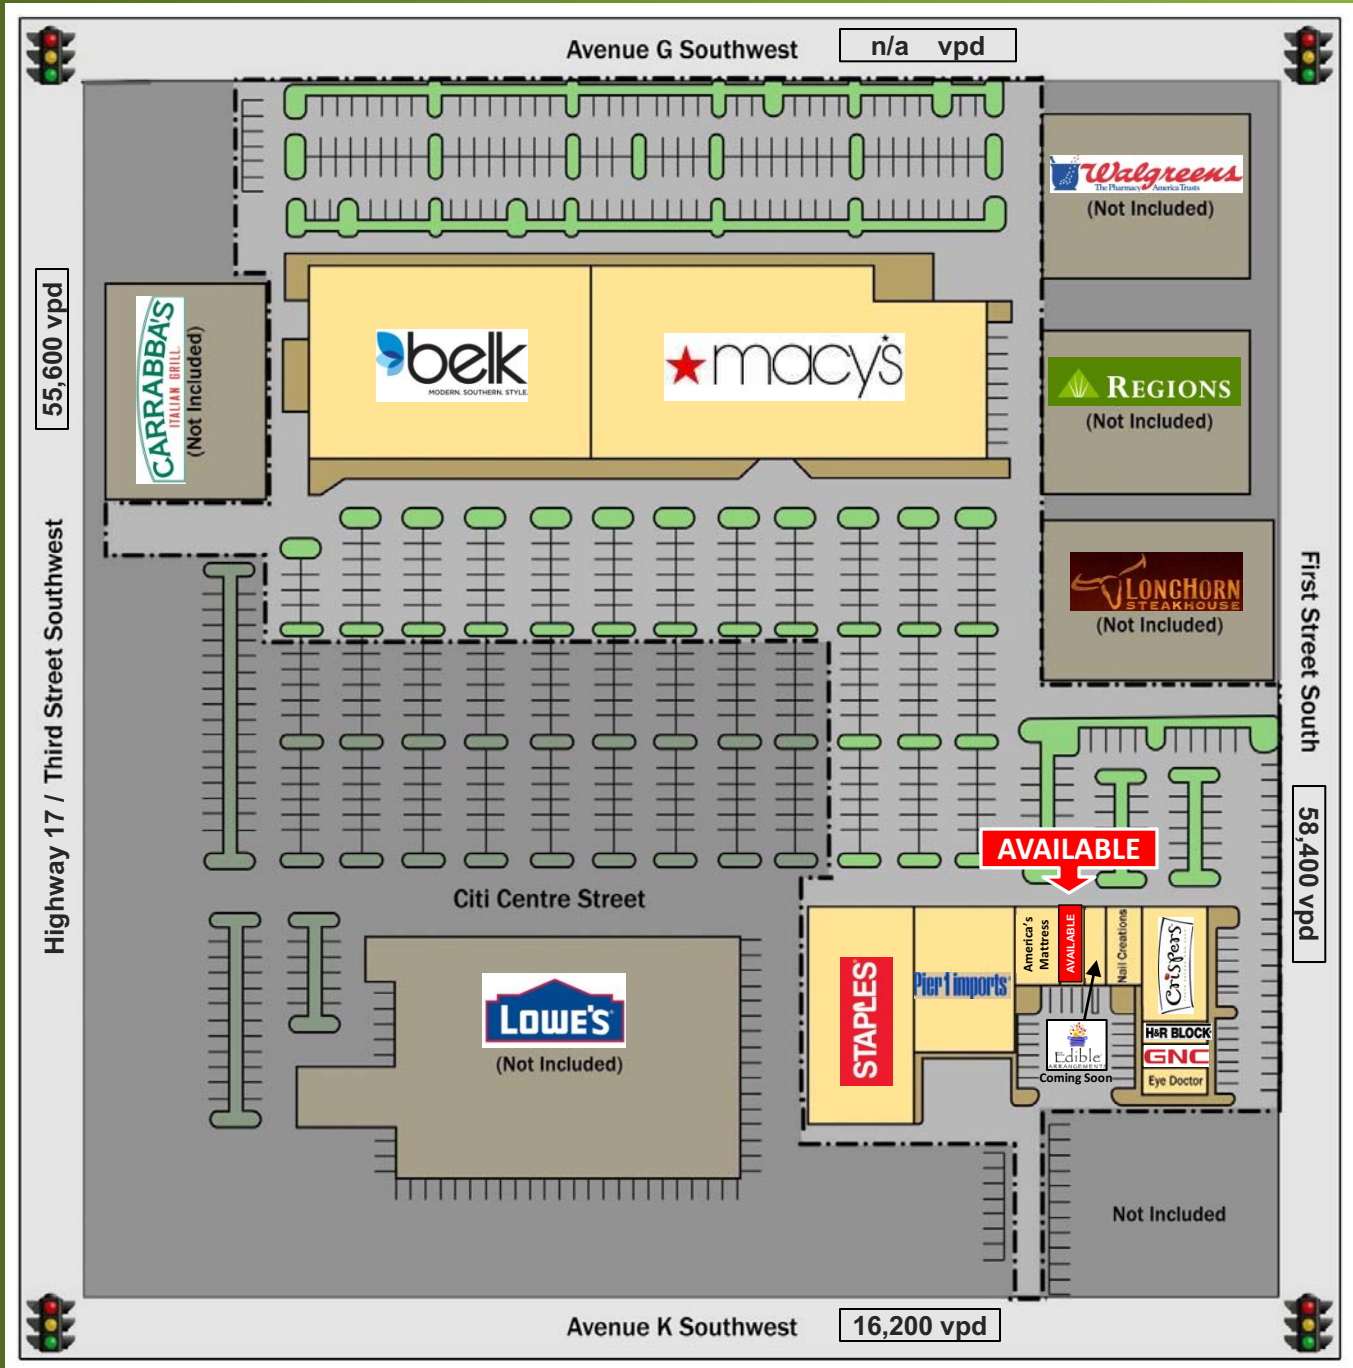 Avenue G Southwest
n/a vpd
Walgreens
The Pharmacy America Trusts
(Not Included)
55,600 vpd
CARRABBA'S
ITALIAN GRILL
(Not Included)
belk
MODERN. SOUTHERN. STYLE.
macy's
REGIONS
(Not Included)
Highway 17 / Third Street Southwest
LONGHORN
STEAKHOUSE
(Not Included)
First Street South
58,400 vpd
AVAILABLE
Citi Centre Street
LOWE'S
(Not Included)
STAPLES
Pier 1 imports
America's
Mattress
AVAILABLE
Nail Creations
Crispers
Edible
ARRANGEMENTS
Coming Soon
H&R BLOCK
GNC
Eye Doctor
Not Included
Avenue K Southwest
16,200 vpd